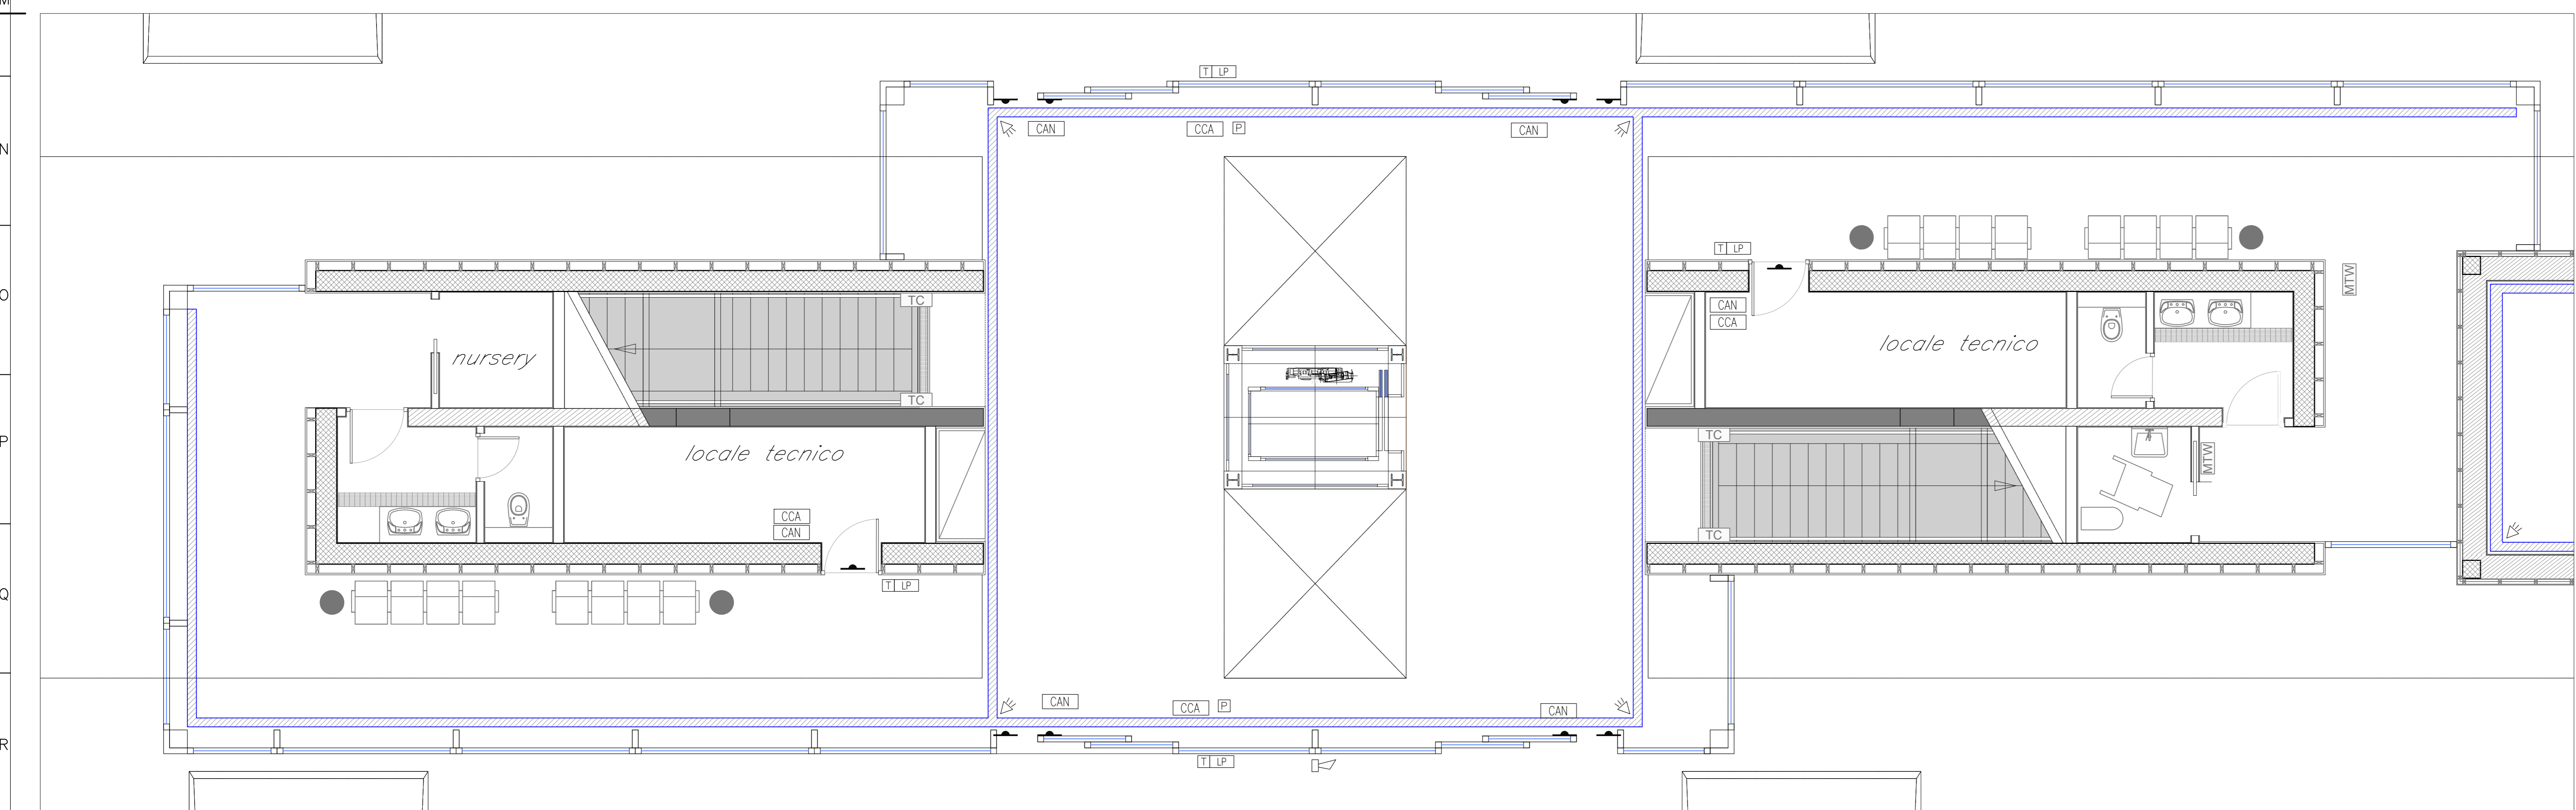 M
T LP
N
CAN
CCA P
CAN
T LP
O
MTW
TC
CAN
CCA
nursery
locale tecnico
TC
P
TC
locale tecnico
MTW
CCA
CAN
TC
Q
T LP
CAN
CCA P
CAN
R
T LP